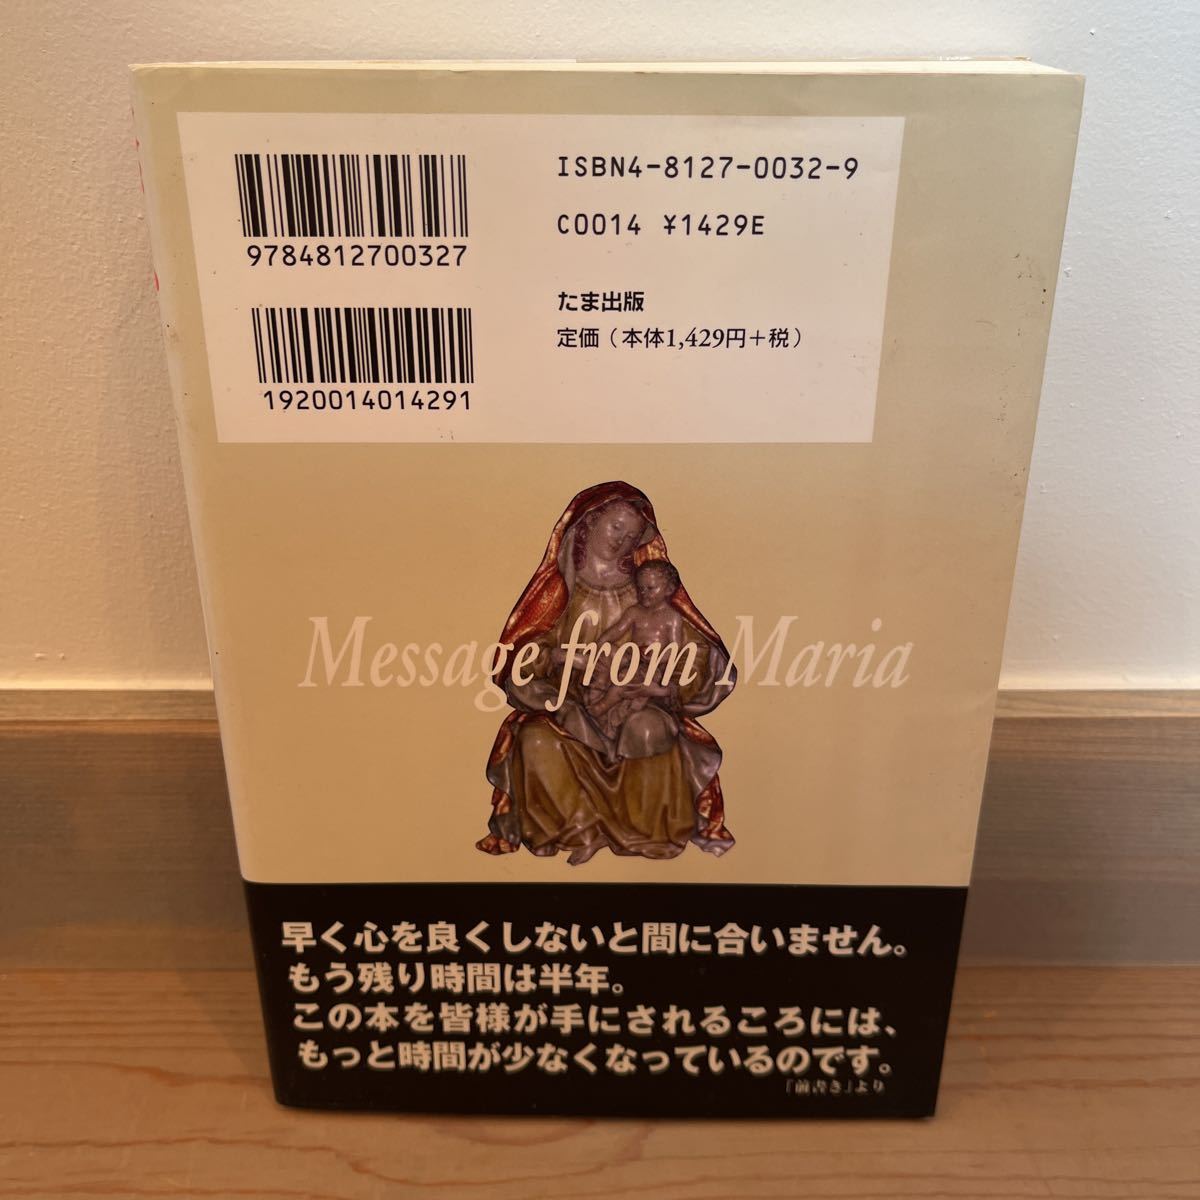 ISBN4-8127-0032-9
9784812700327
C0014 ¥1429E
たま出版
定価(本体1,429円+税)
1920014014291
Message from Maria
早く心を良くしないと間に合いません。
もう残り時間は半年。
この本を皆様が手にされるころには、
もっと時間が少なくなっているのです。
「前書き」より